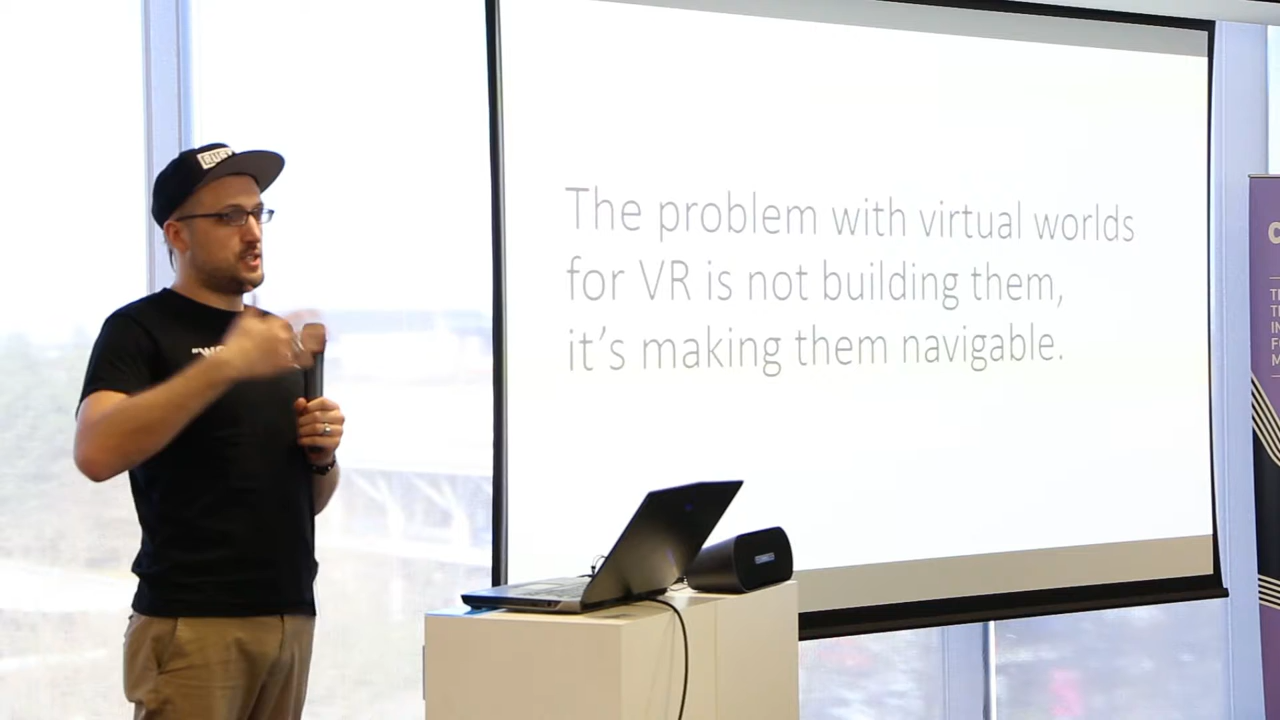 The problem with virtual worlds
for VR is not building them,
it's making them navigable.